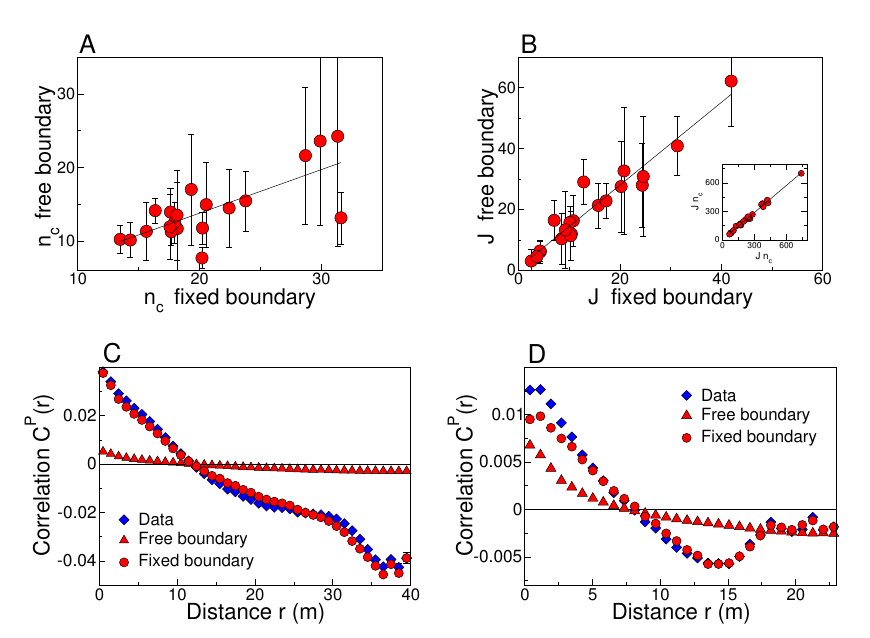 A
n_c free boundary
30
20
10
10
20
30
n_c fixed boundary
B
J free boundary
60
40
20
0
0
20
40
60
J fixed boundary
J n_c
600
300
0
0
300
600
J n_c
C
Correlation C^P(r)
0.02
0
-0.02
-0.04
Data
Free boundary
Fixed boundary
0
10
20
30
40
Distance r (m)
D
Correlation C^P(r)
0.01
0.005
0
-0.005
Data
Free boundary
Fixed boundary
0
5
10
15
20
Distance r (m)